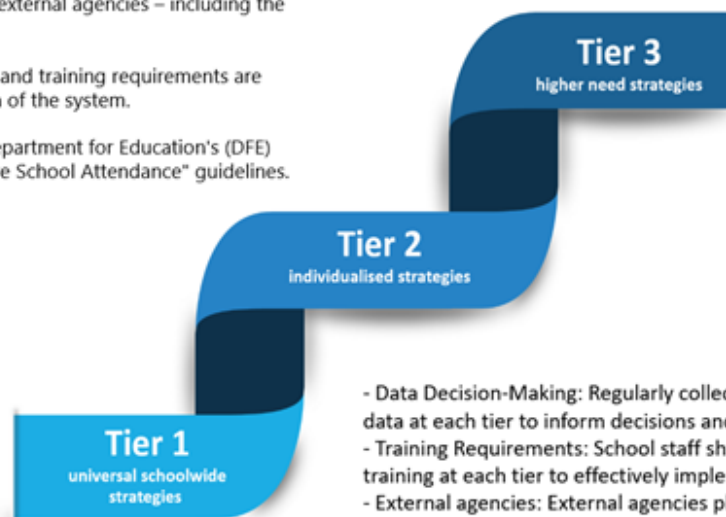 external agencies – including the
and training requirements are
of the system.
partment for Education's (DFE)
e School Attendance" guidelines.
Tier 3
higher need strategies
Tier 2
individualised strategies
- Data Decision-Making: Regularly collec
data at each tier to inform decisions and
- Training Requirements: School staff sh
training at each tier to effectively imple
- External agencies: External agencies pl
Tier 1
universal schoolwide
strategies